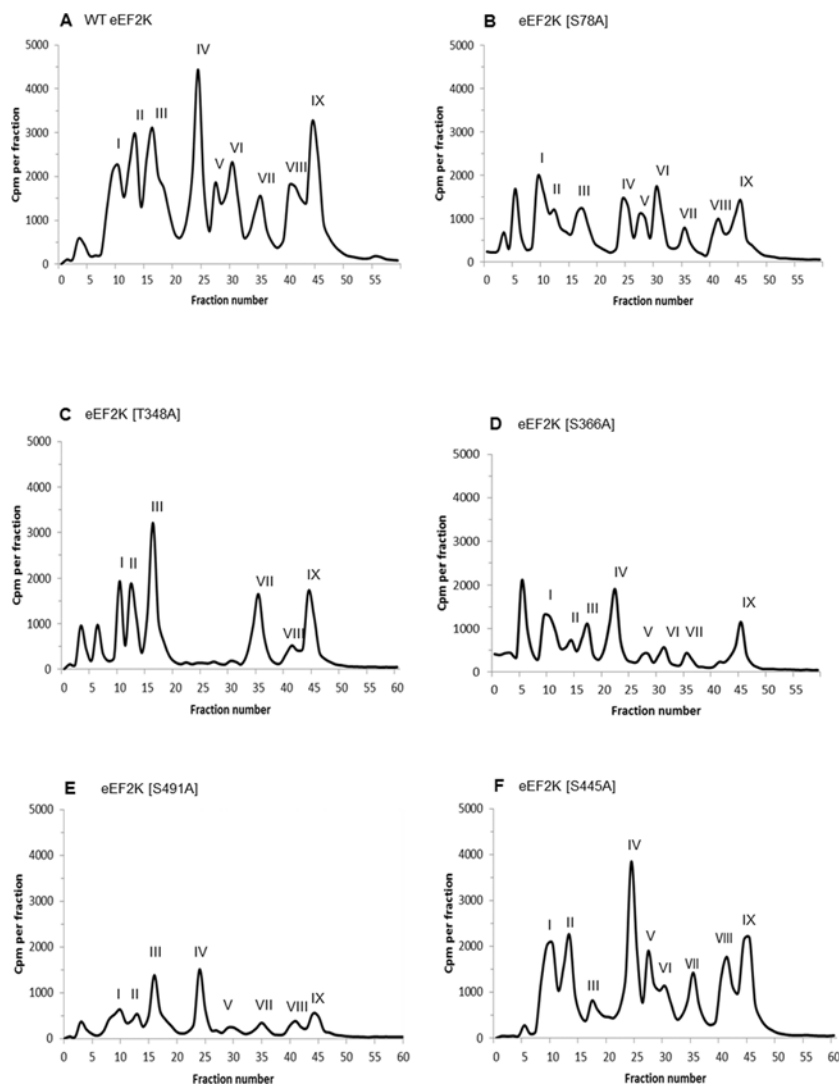 A WT eEF2K
5000
4000
3000
2000
1000
0
Cpm per fraction
I II III IV V VI VII VIII IX
0 5 10 15 20 25 30 35 40 45 50 55
Fraction number
B eEF2K [S78A]
5000
4000
3000
2000
1000
0
Cpm per fraction
I II III IV V VI VII VIII IX
0 5 10 15 20 25 30 35 40 45 50 55
Fraction number
C eEF2K [T348A]
5000
4000
3000
2000
1000
0
Cpm per fraction
I II III VII VIII IX
0 5 10 15 20 25 30 35 40 45 50 55 60
Fraction number
D eEF2K [S366A]
5000
4000
3000
2000
1000
0
Cpm per fraction
I II III IV V VI VII IX
0 5 10 15 20 25 30 35 40 45 50 55
Fraction number
E eEF2K [S491A]
5000
4000
3000
2000
1000
0
Cpm per fraction
I II III IV V VII VIII IX
0 5 10 15 20 25 30 35 40 45 50 55 60
Fraction number
F eEF2K [S445A]
5000
4000
3000
2000
1000
0
Cpm per fraction
I II III IV V VI VII VIII IX
0 5 10 15 20 25 30 35 40 45 50 55 60
Fraction number